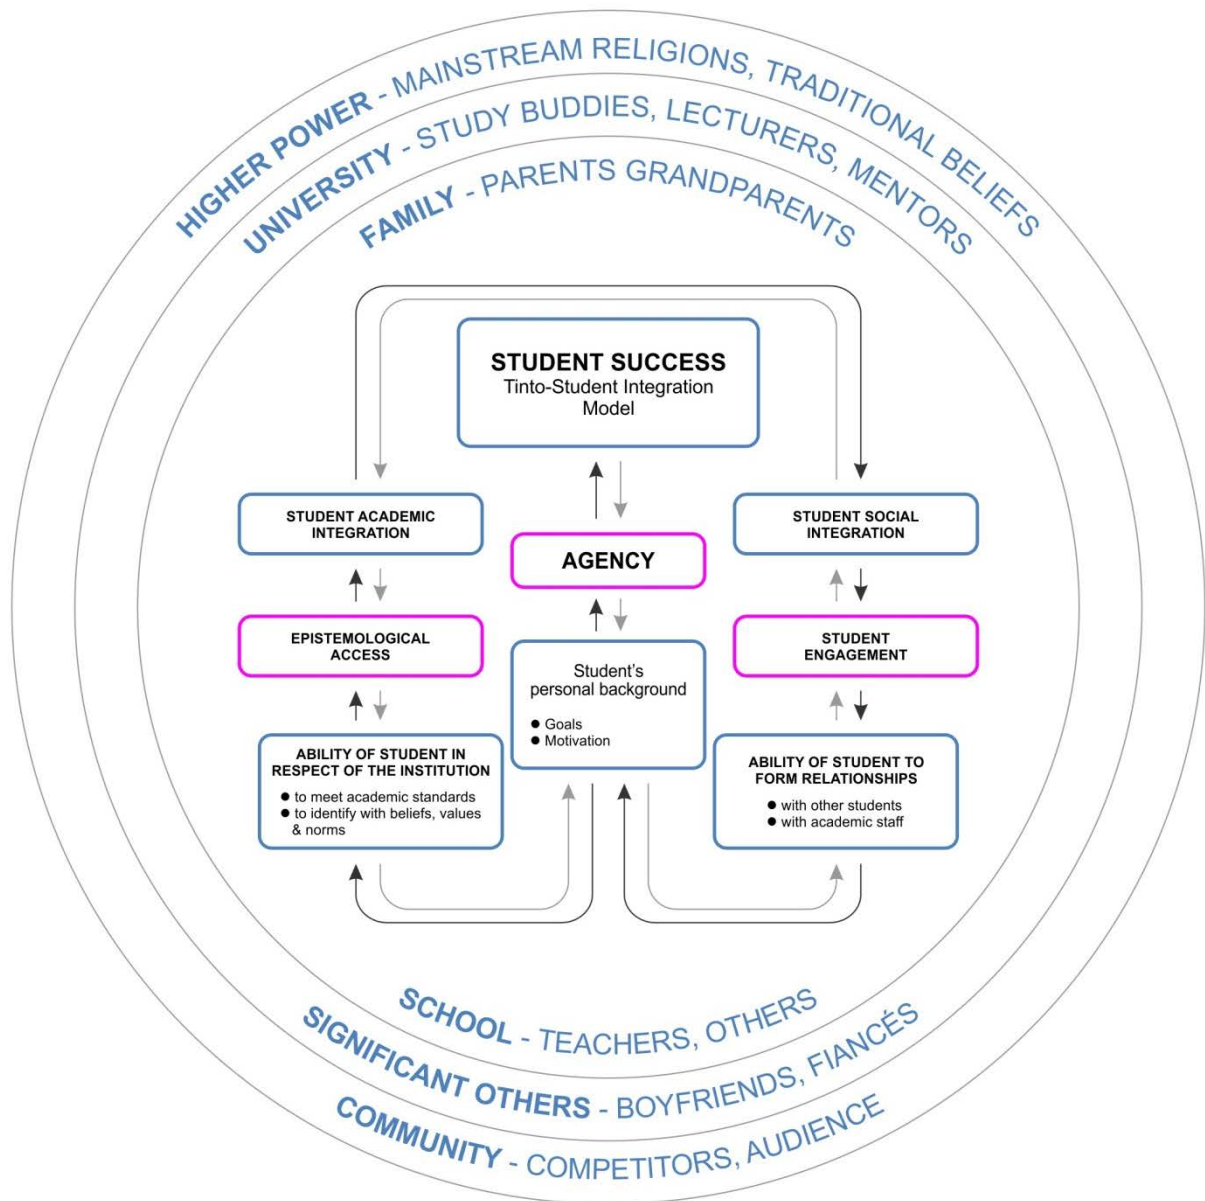 HIGHER POWER - MAINSTREAM RELIGIONS, TRADITIONAL BELIEFS
UNIVERSITY - STUDY BUDDIES, LECTURERS, MENTORS
FAMILY - PARENTS GRANDPARENTS
STUDENT SUCCESS
Tinto-Student Integration
Model
STUDENT ACADEMIC
INTEGRATION
AGENCY
STUDENT SOCIAL
INTEGRATION
EPISTEMOLOGICAL
ACCESS
Student's
personal background
● Goals
● Motivation
STUDENT
ENGAGEMENT
ABILITY OF STUDENT IN
RESPECT OF THE INSTITUTION
● to meet academic standards
● to identify with beliefs, values
& norms
ABILITY OF STUDENT TO
FORM RELATIONSHIPS
● with other students
● with academic staff
SCHOOL - TEACHERS, OTHERS
SIGNIFICANT OTHERS - BOYFRIENDS, FIANCÉS
COMMUNITY - COMPETITORS, AUDIENCE